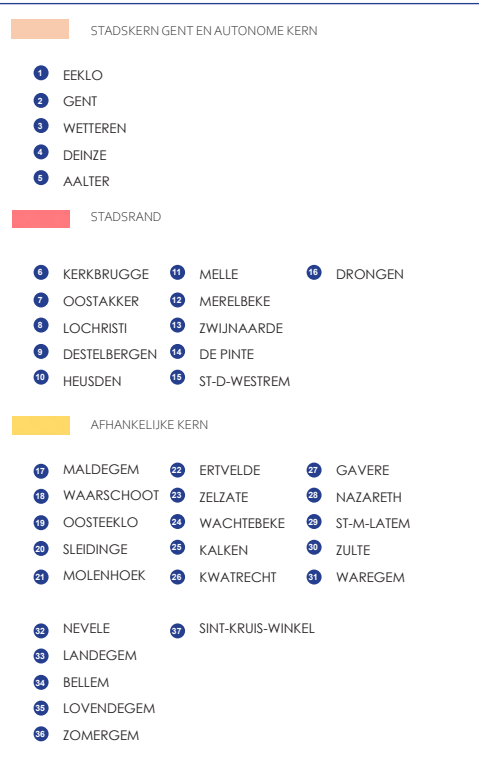 STADSKERN GENT EN AUTONOME KERN
1 EEKLO
2 GENT
3 WETTEREN
4 DEINZE
5 AALTER
STADSRAND
6 KERKBRUGGE
7 OOSTAKKER
8 LOCHRISTI
9 DESTELBERGEN
10 HEUSDEN
11 MELLE
12 MERELBEKE
13 ZWIJNAARDE
14 DE PINTE
15 ST-D-WESTREM
16 DRONGEN
AFHANKELIJKE KERN
17 MALDEGEM
18 WAARSCHOOT
19 OOSTEEKLO
20 SLEIDINGE
21 MOLENHOEK
22 ERTVELDE
23 ZELZATE
24 WACHTEBEKE
25 KALKEN
26 KWATRECHT
27 GAVERE
28 NAZARETH
29 ST-M-LATEM
30 ZULTE
31 WAREGEM
32 NEVELE
33 LANDEGEM
34 BELLEM
35 LOVENDEGEM
36 ZOMERGEM
37 SINT-KRUIS-WINKEL